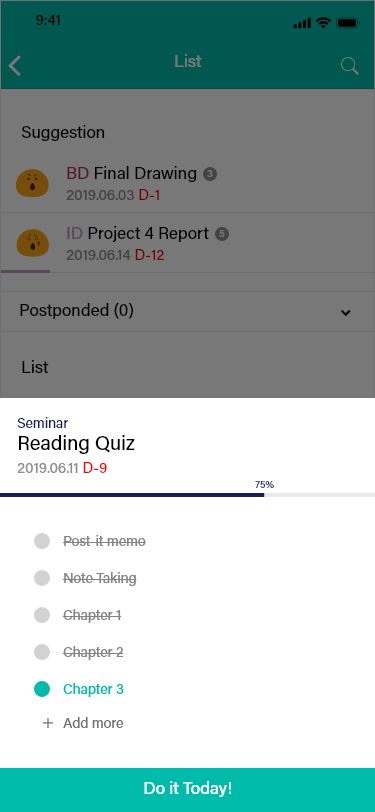 9:41
List
Suggestion
BD Final Drawing 3
2019.06.03 D-1
ID Project 4 Report 5
2019.06.14 D-12
Postponded (0)
List
Seminar
Reading Quiz
2019.06.11 D-9
75%
Post-it memo
Note Taking
Chapter 1
Chapter 2
Chapter 3
+ Add more
Do it Today!